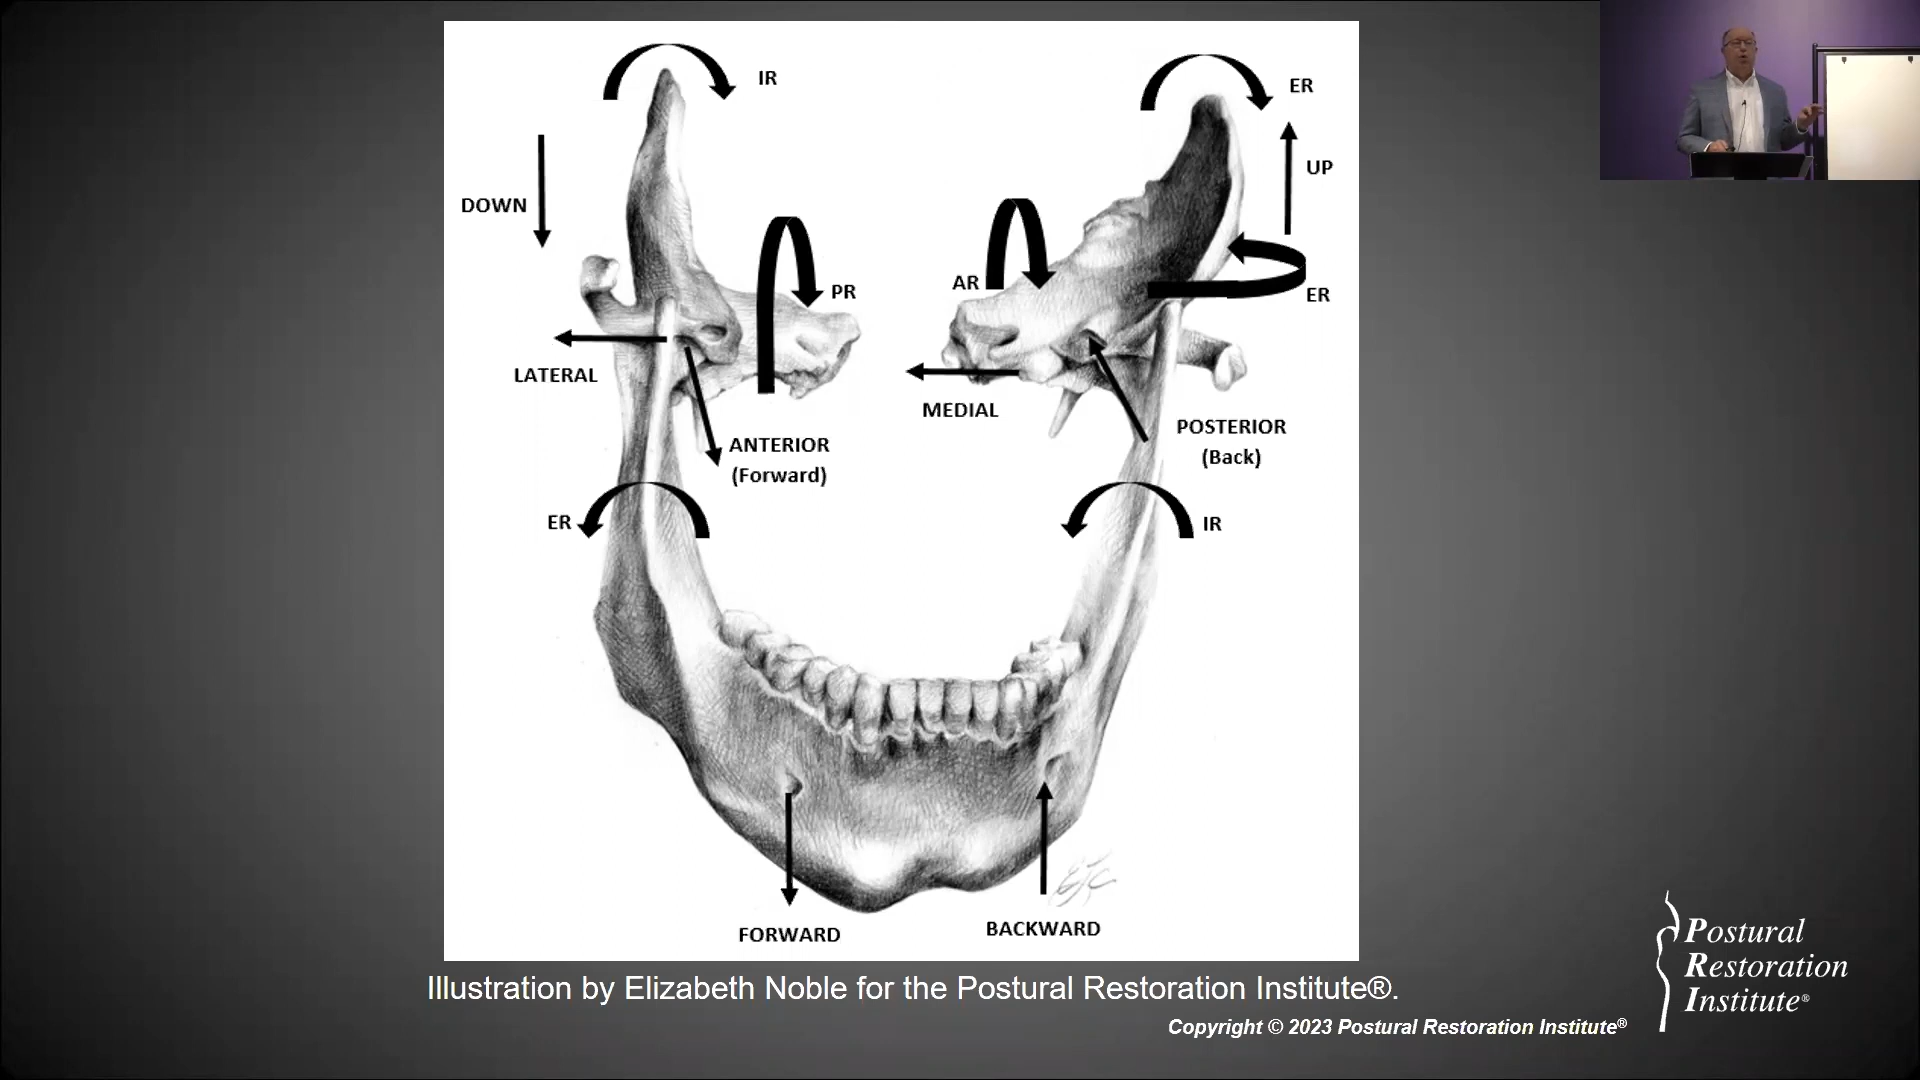 IR
ER
DOWN
UP
AR
PR
ER
LATERAL
MEDIAL
ANTERIOR
(Forward)
POSTERIOR
(Back)
ER
IR
FORWARD
BACKWARD
Illustration by Elizabeth Noble for the Postural Restoration Institute®.
Copyright © 2023 Postural Restoration Institute®
Postural
Restoration
Institute®